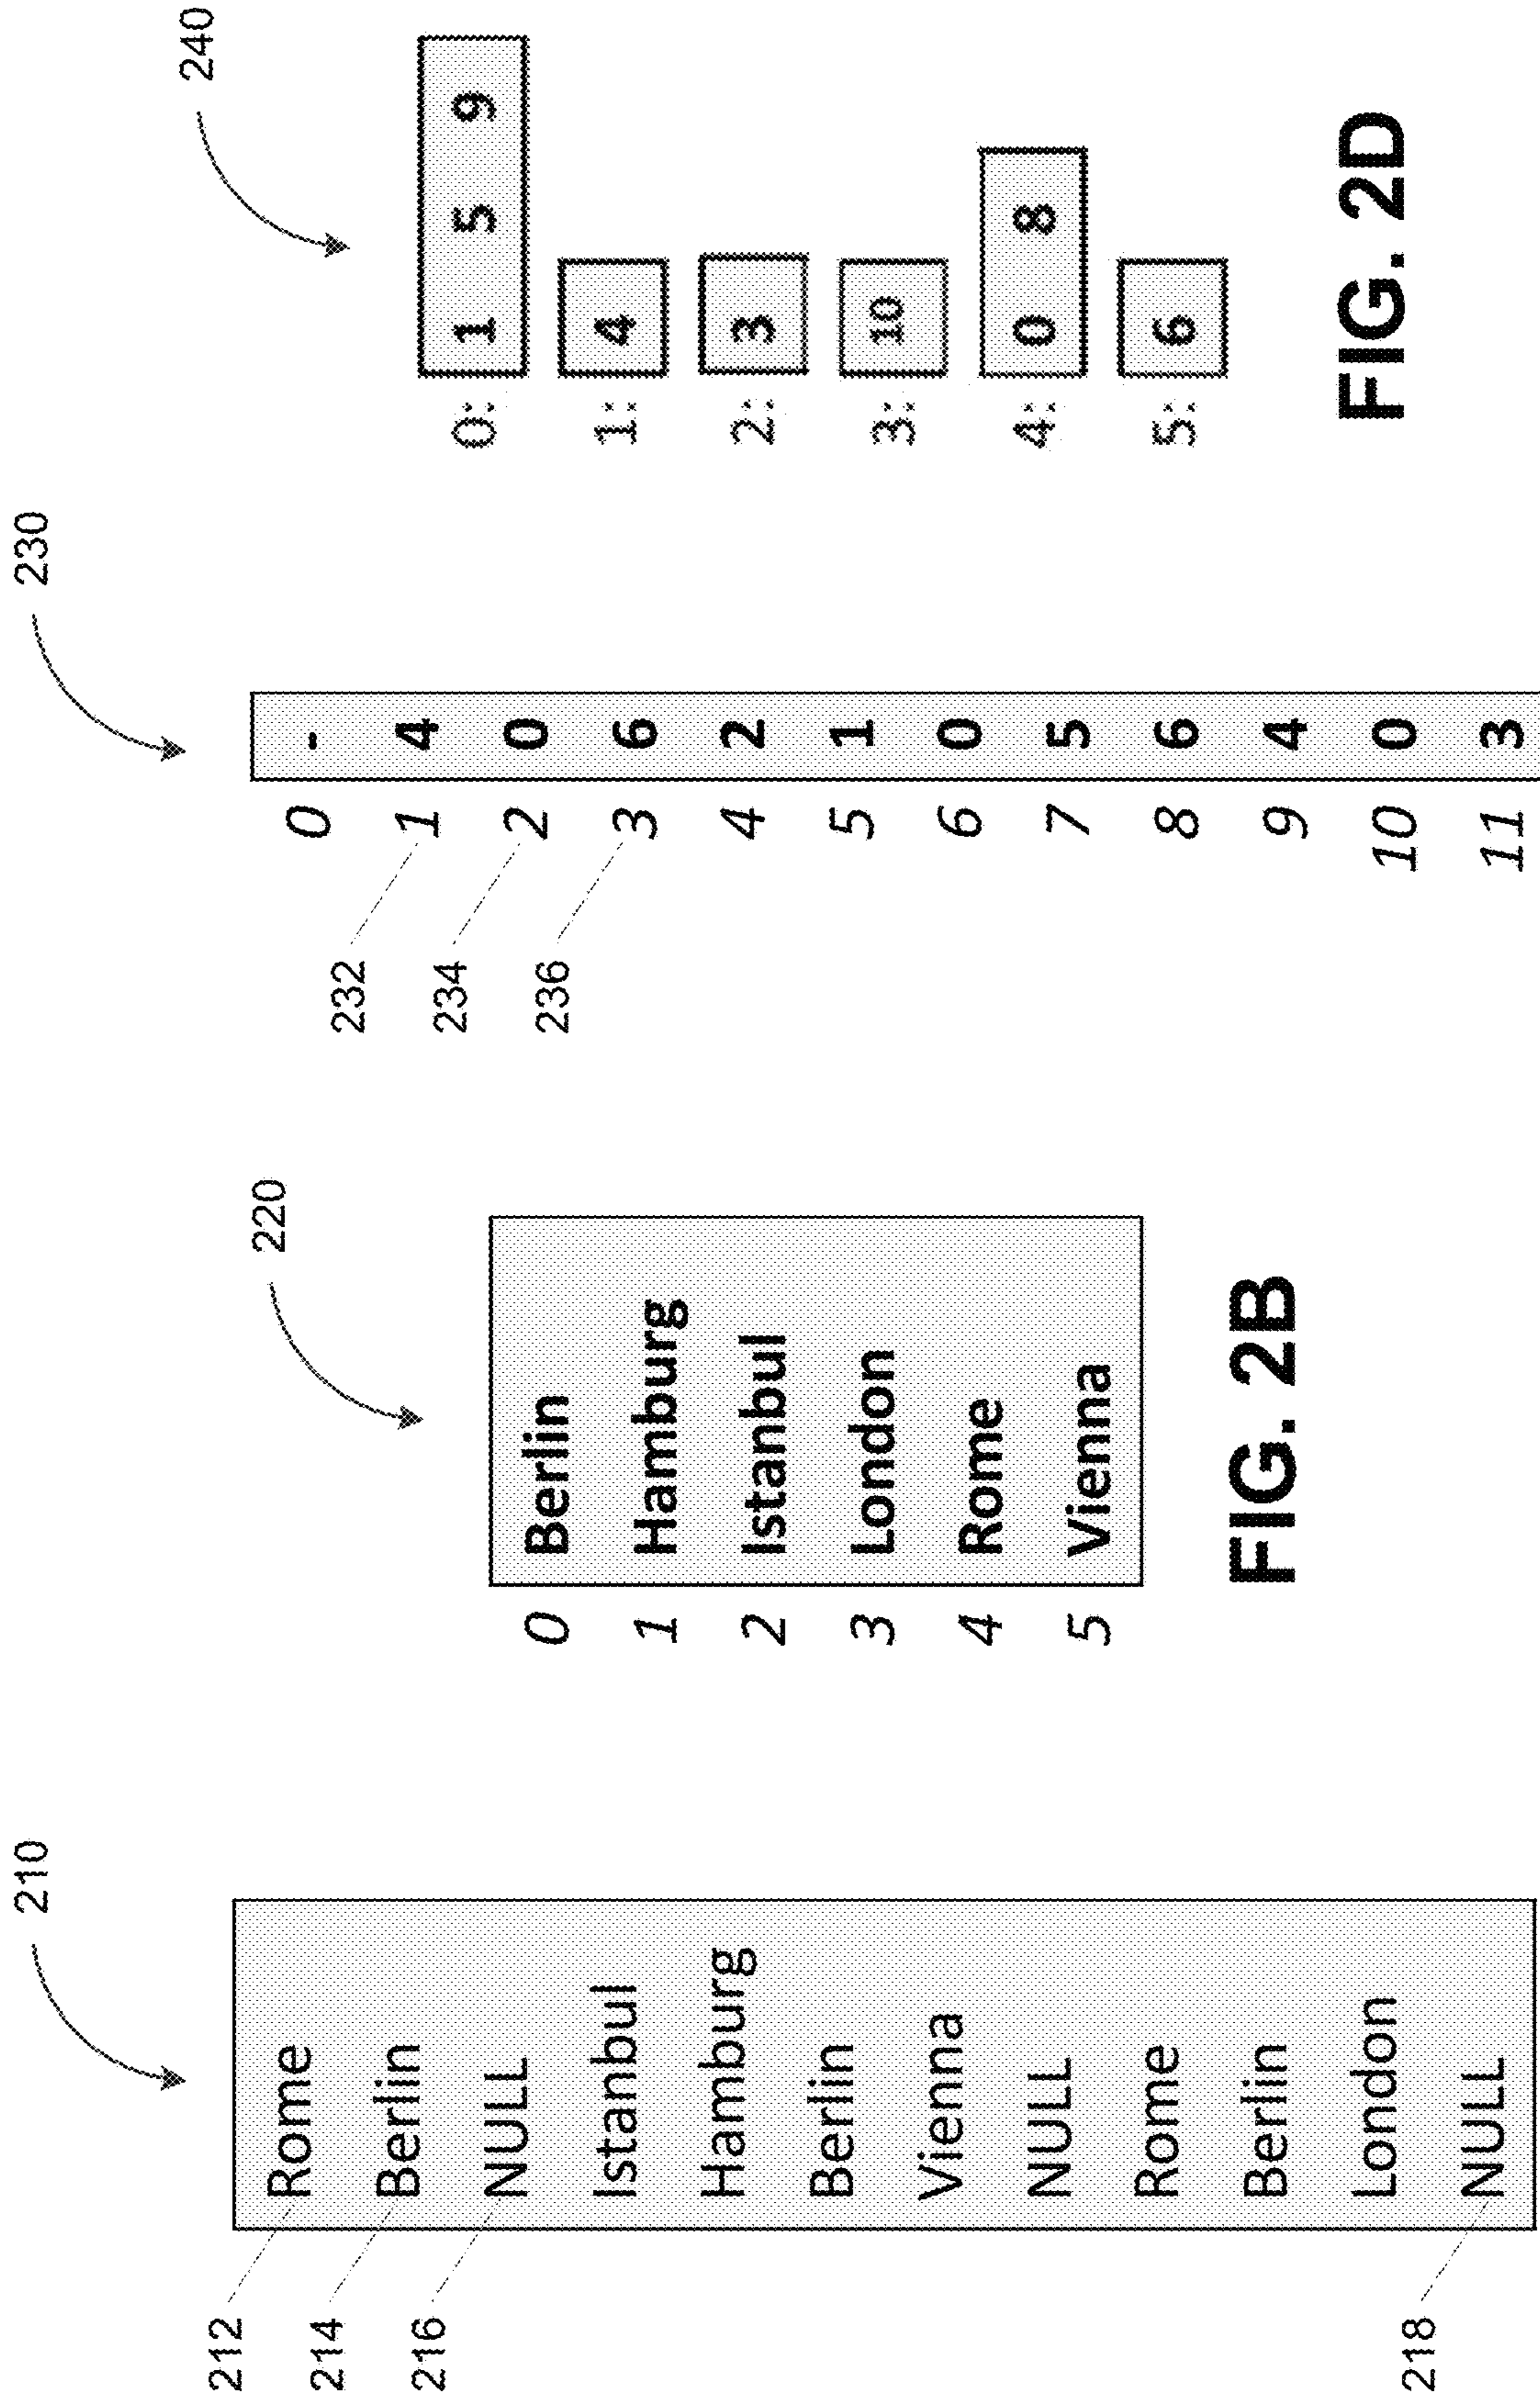 210
212
214
216
218
Rome
Berlin
NULL
Istanbul
Hamburg
Berlin
Vienna
NULL
Rome
Berlin
London
NULL
220
0 Berlin
1 Hamburg
2 Istanbul
3 London
4 Rome
5 Vienna
FIG. 2B
230
232
234
236
0 -
1 4
2 0
3 6
4 2
5 1
6 0
7 5
8 6
9 4
10 0
11 3
240
0: 1 5 9
1: 4
2: 3
3: 10
4: 0 8
5: 6
FIG. 2D